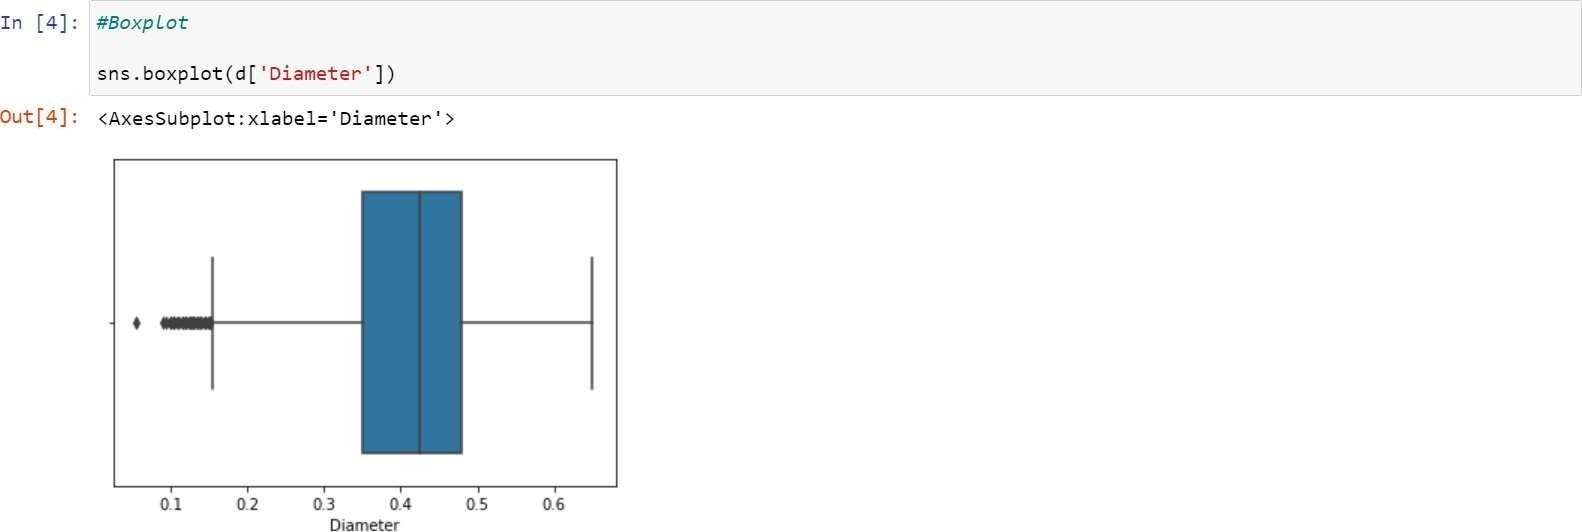 In [4]: #Boxplot
sns.boxplot(d['Diameter'])
Out[4]: <AxesSubplot:xlabel='Diameter'>
0.1 0.2 0.3 0.4 0.5 0.6
Diameter